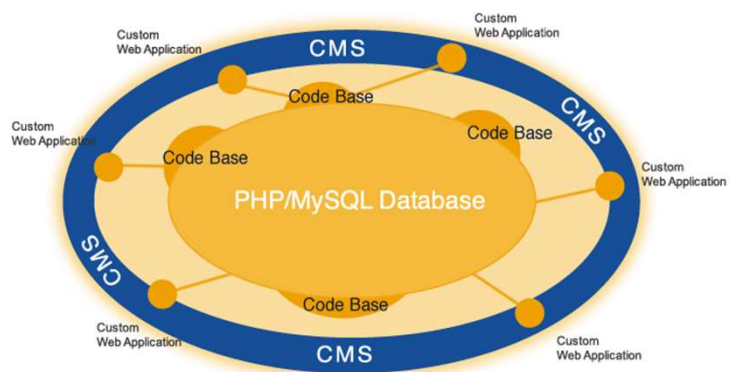 Custom
Web Application
CMS
Custom
Web Application
Code Base
CMS
Custom
Web Application
Code Base
Code Base
Custom
Web Application
PHP/MySQL Database
CMS
Code Base
Custom
Web Application
CMS
Custom
Web Application